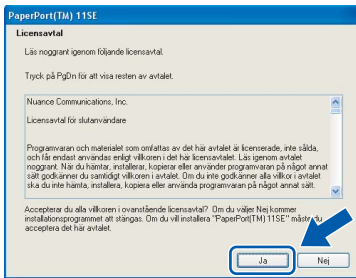 PaperPort(TM) 11SE
Licensavtal
Läs noggrant igenom följande licensavtal.
Tryck på PgDn för att visa resten av avtalet.
Nuance Communications, Inc.
Licensavtal för slutanvändare
Programvaran och materialet som omfattas av det här avtalet är licenserade, inte sålda,
och får endast användas enligt villkoren i det här licensavtalet. Läs igenom avtalet
noggrant. När du hämtar, installerar, kopierar eller använder programvaran på något annat
sätt godkänner du samtidigt villkoren i avtalet. Om du inte godkänner alla villkor i avtalet
ska du inte hämta, installera, kopiera eller använda programvaran på något annat sätt.
Accepterar du alla villkoren i ovanstående licensavtal? Om du väljer Nej kommer
installationsprogrammet att stängas. Om du vill installera "PaperPort(TM) 11SE" måste du
acceptera det här avtalet.
Ja
Nej